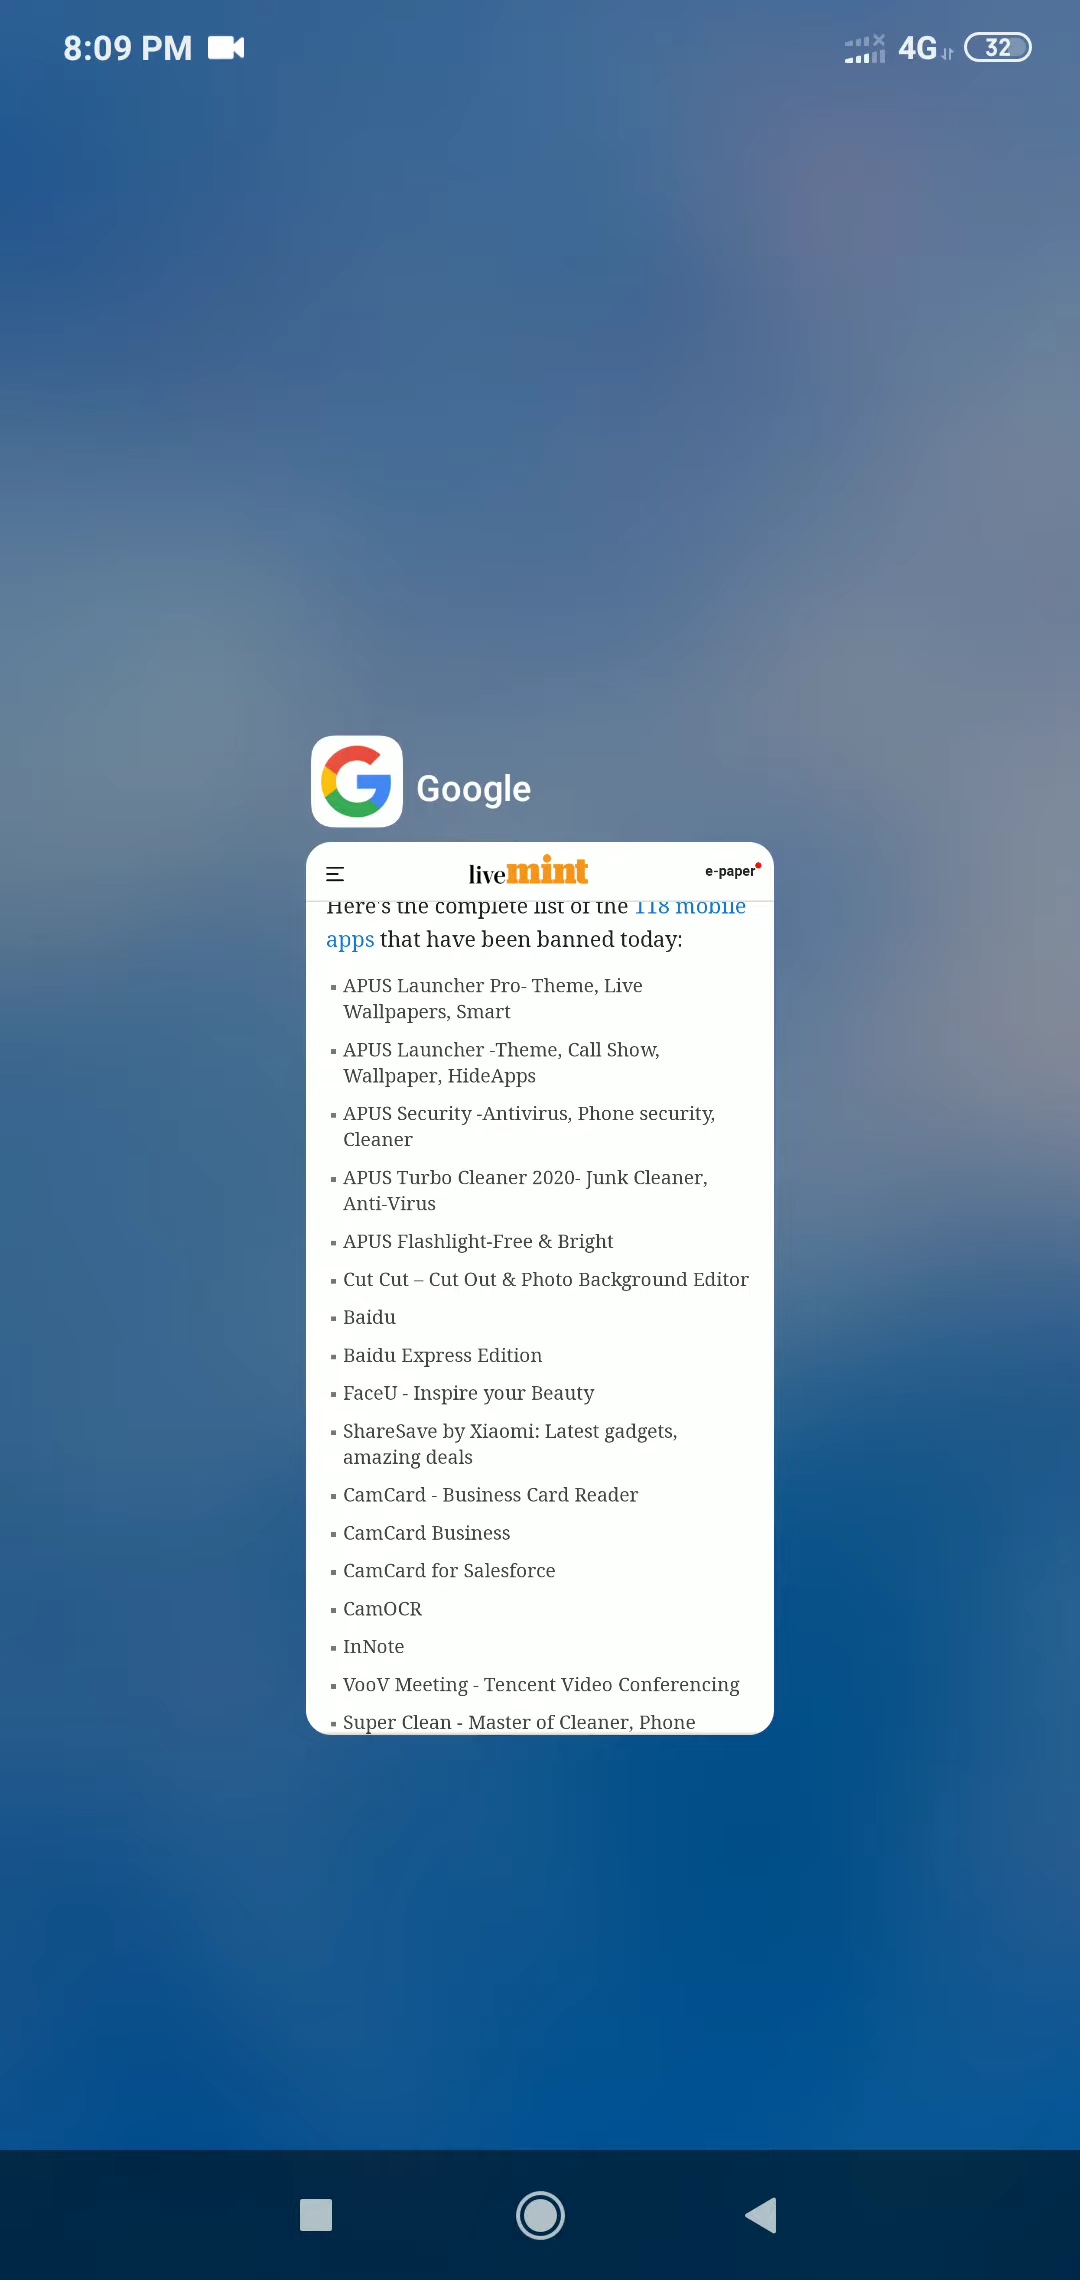 8:09 PM
4G
32
Google
livemint
e-paper
Here's the complete list of the 118 mobile
apps that have been banned today:
▪ APUS Launcher Pro- Theme, Live
Wallpapers, Smart
▪ APUS Launcher -Theme, Call Show,
Wallpaper, HideApps
▪ APUS Security -Antivirus, Phone security,
Cleaner
▪ APUS Turbo Cleaner 2020- Junk Cleaner,
Anti-Virus
▪ APUS Flashlight-Free & Bright
▪ Cut Cut – Cut Out & Photo Background Editor
▪ Baidu
▪ Baidu Express Edition
▪ FaceU - Inspire your Beauty
▪ ShareSave by Xiaomi: Latest gadgets,
amazing deals
▪ CamCard - Business Card Reader
▪ CamCard Business
▪ CamCard for Salesforce
▪ CamOCR
▪ InNote
▪ VooV Meeting - Tencent Video Conferencing
▪ Super Clean - Master of Cleaner, Phone